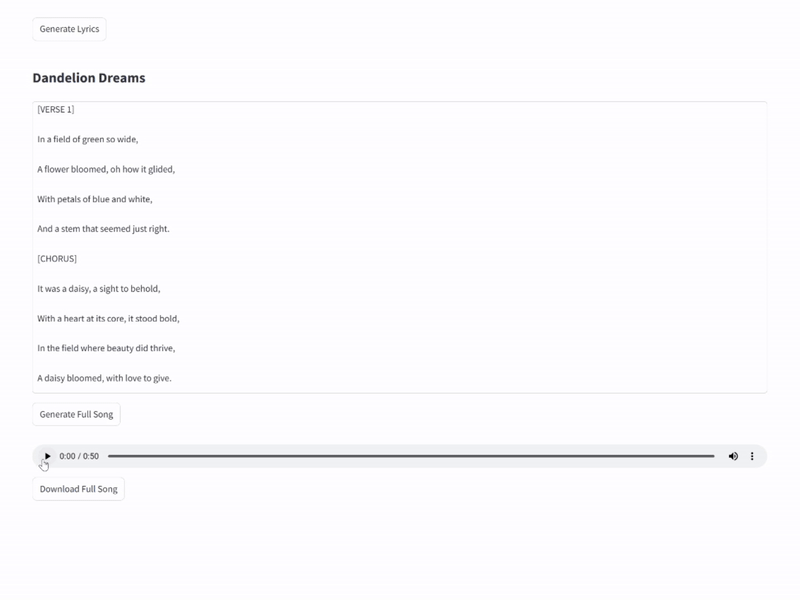 Generate Lyrics
Dandelion Dreams
[VERSE 1]
In a field of green so wide,
A flower bloomed, oh how it glided,
With petals of blue and white,
And a stem that seemed just right.
[CHORUS]
It was a daisy, a sight to behold,
With a heart at its core, it stood bold,
In the field where beauty did thrive,
A daisy bloomed, with love to give.
Generate Full Song
0:00 / 0:50
Download Full Song